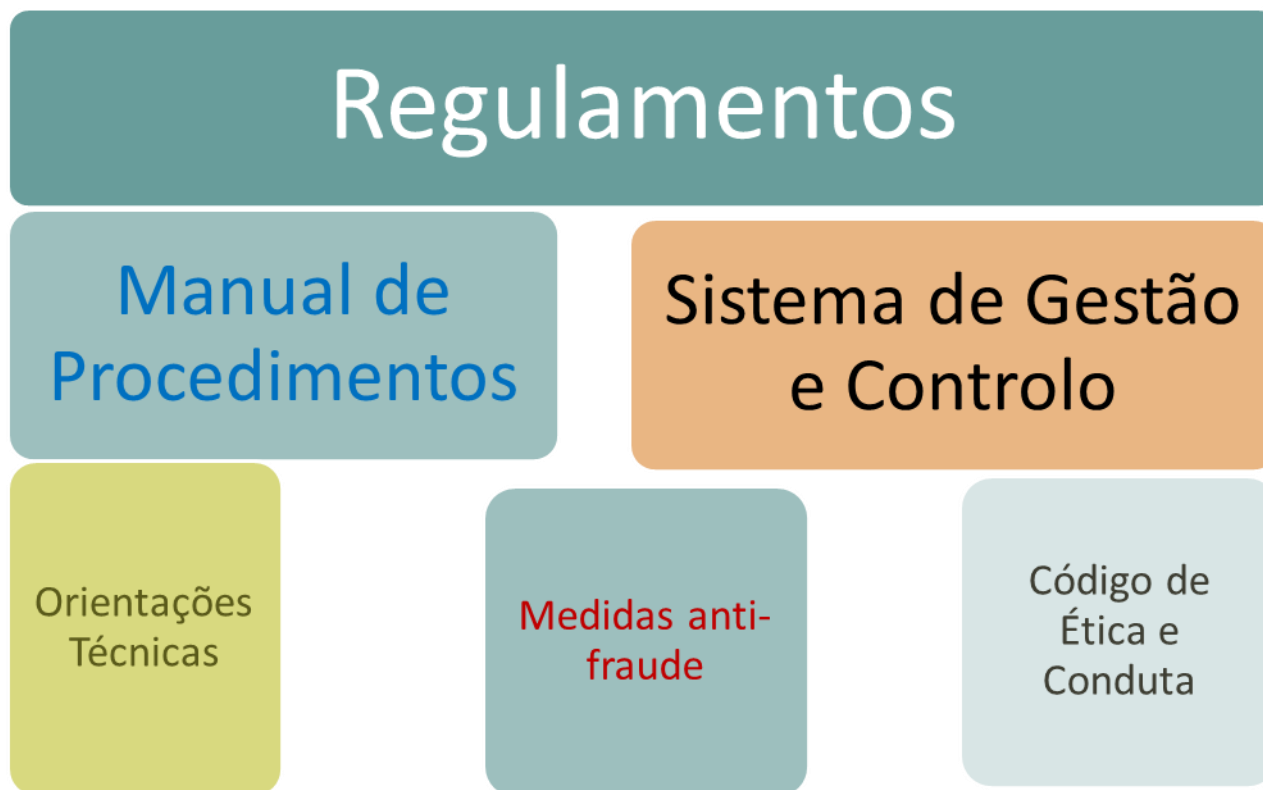 Regulamentos
Manual de
Procedimentos
Sistema de Gestão
e Controlo
Orientações
Técnicas
Medidas anti-
fraude
Código de
Ética e
Conduta